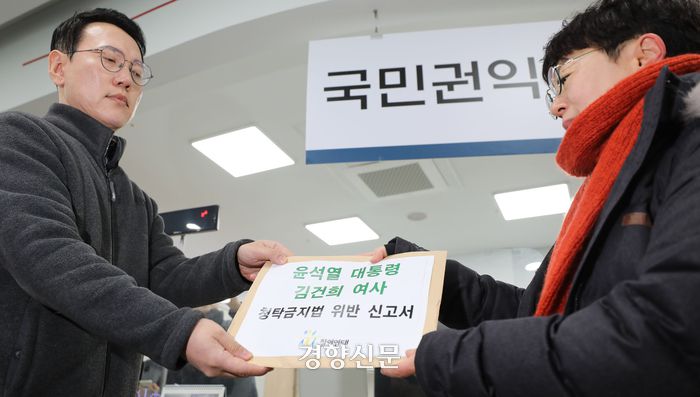 국민권익
윤석열 대통령
김건희 여사
청탁금지법 위반 신고서
참여연대
경향신문